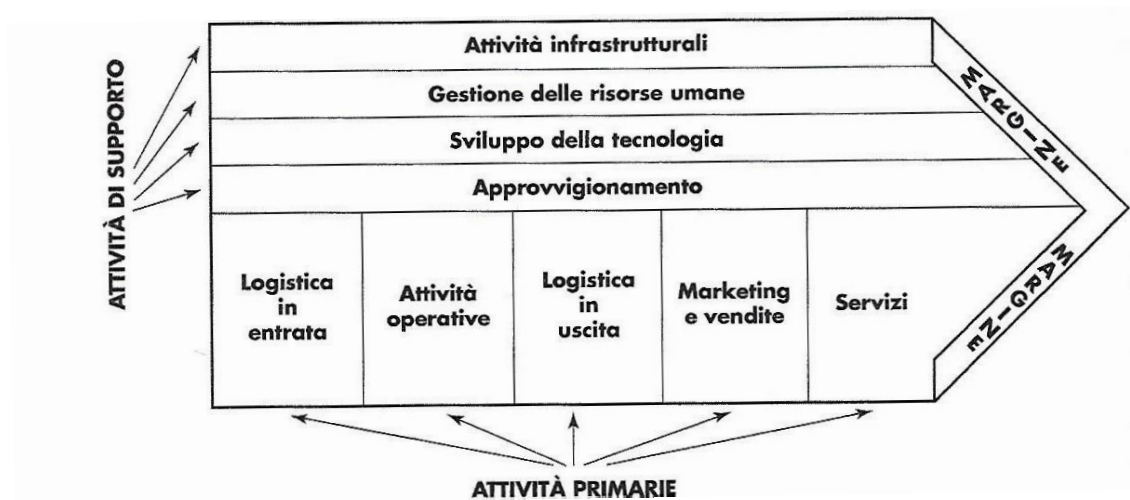 Attività infrastrutturali
Gestione delle risorse umane
Sviluppo della tecnologia
Approvvigionamento
ATTIVITÀ DI SUPPORTO
MARGINE
Logistica
in
entrata
Attività
operative
Logistica
in
uscita
Marketing
e vendite
Servizi
MARGINE
ATTIVITÀ PRIMARIE